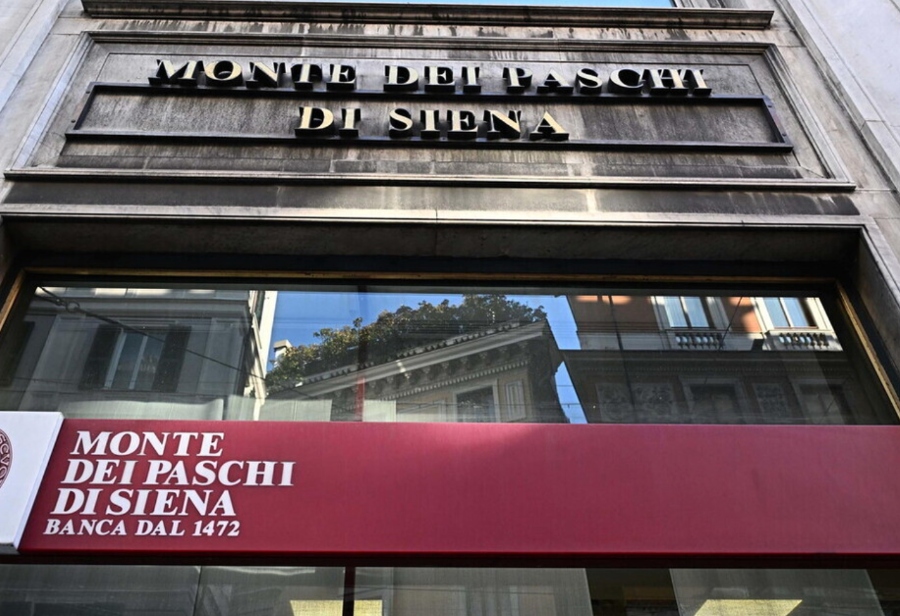 MONTE DEI PASCHI
DI SIENA
MONTE
DEI PASCHI
DI SIENA
BANCA DAL 1472